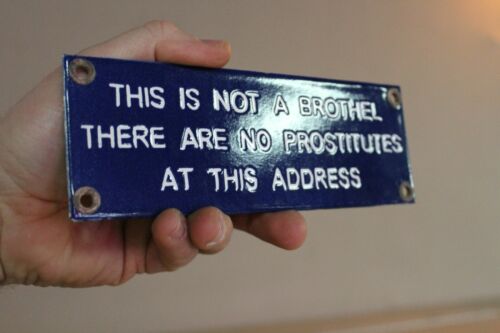 THIS IS NOT A BROTHEL
THERE ARE NO PROSTITUTES
AT THIS ADDRESS